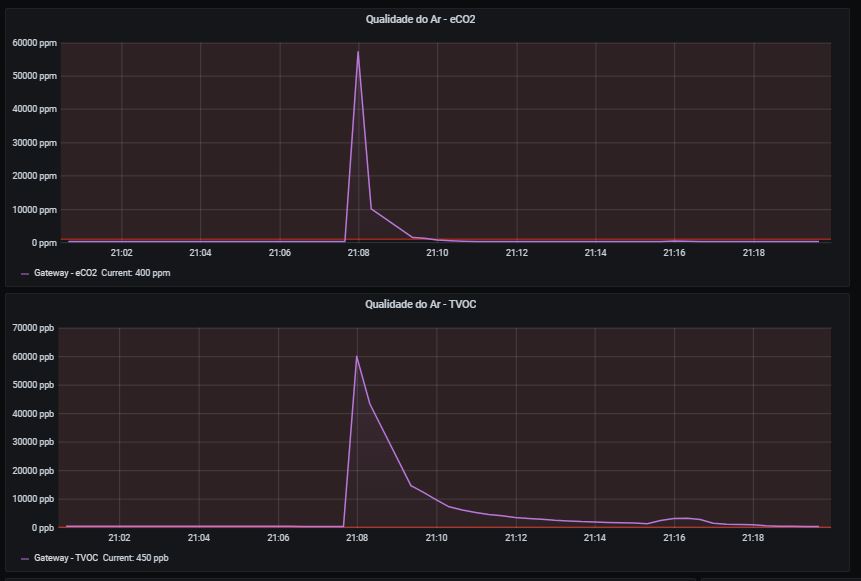 Qualidade do Ar - eCO2
60000 ppm
50000 ppm
40000 ppm
30000 ppm
20000 ppm
10000 ppm
0 ppm
21:02 21:04 21:06 21:08 21:10 21:12 21:14 21:16 21:18
Gateway - eCO2 Current: 400 ppm
Qualidade do Ar - TVOC
70000 ppb
60000 ppb
50000 ppb
40000 ppb
30000 ppb
20000 ppb
10000 ppb
0 ppb
21:02 21:04 21:06 21:08 21:10 21:12 21:14 21:16 21:18
Gateway - TVOC Current: 450 ppb